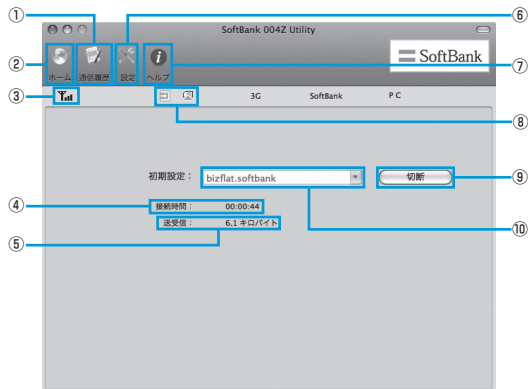 ①
⑥
SoftBank 004Z Utility
②
SoftBank
⑦
ホーム 通信履歴 設定 ヘルプ
③
3G SoftBank PC
⑧
初期設定： bizflat.softbank 切断
⑨
④
接続時間： 00:00:44
⑩
⑤
送受信： 6.1 キロバイト